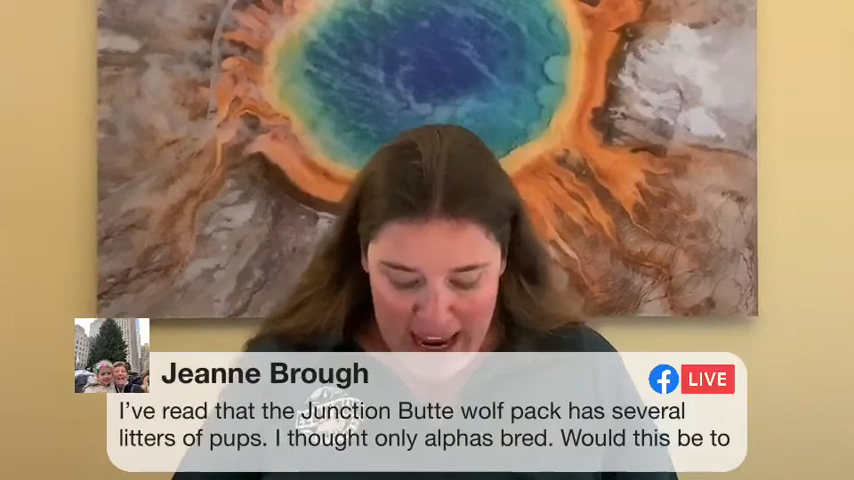 Jeanne Brough
LIVE
I've read that the Junction Butte wolf pack has several
litters of pups. I thought only alphas bred. Would this be to